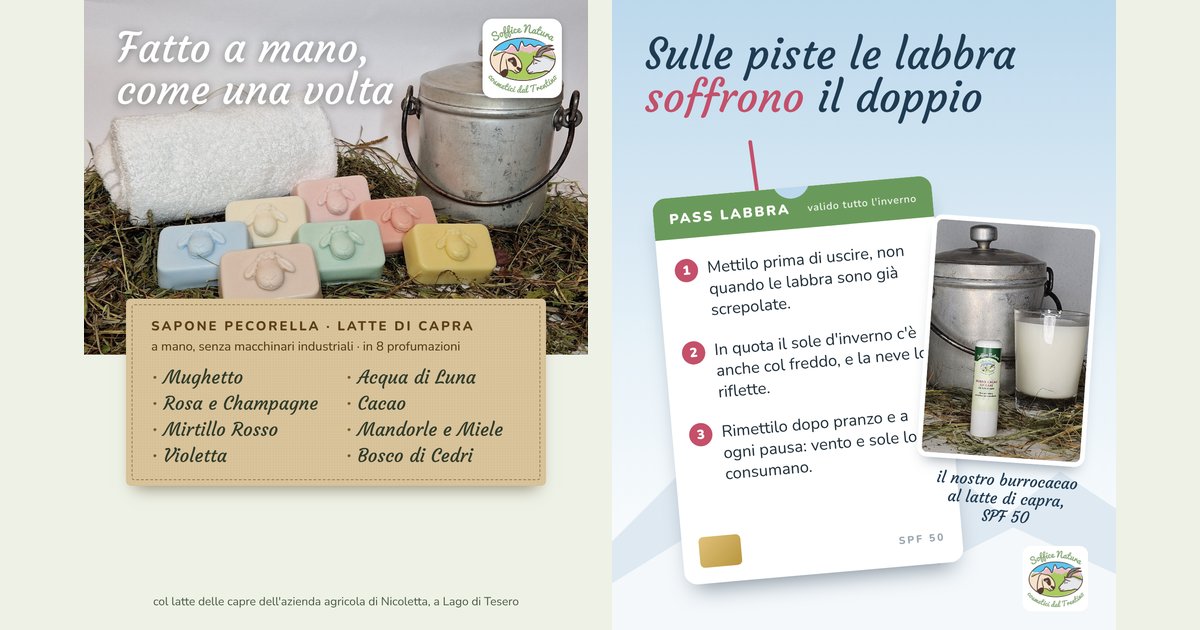 Fatto a mano,
come una volta
Soffice Natura
cosmetici dal Trentino
SAPONE PECORELLA · LATTE DI CAPRA
a mano, senza macchinari industriali · in 8 profumazioni
· Mughetto
· Rosa e Champagne
· Mirtillo Rosso
· Violetta
· Acqua di Luna
· Cacao
· Mandorle e Miele
· Bosco di Cedri
col latte delle capre dell'azienda agricola di Nicoletta, a Lago di Tesero
Sulle piste le labbra
soffrono il doppio
PASS LABBRA valido tutto l'inverno
1 Mettilo prima di uscire, non
quando le labbra sono già
screpolate.
2 In quota il sole d'inverno c'è
anche col freddo, e la neve lo
riflette.
3 Rimettilo dopo pranzo e a
ogni pausa: vento e sole lo
consumano.
SPF 50
il nostro burrocacao
al latte di capra,
SPF 50
Soffice Natura
cosmetici dal Trentino